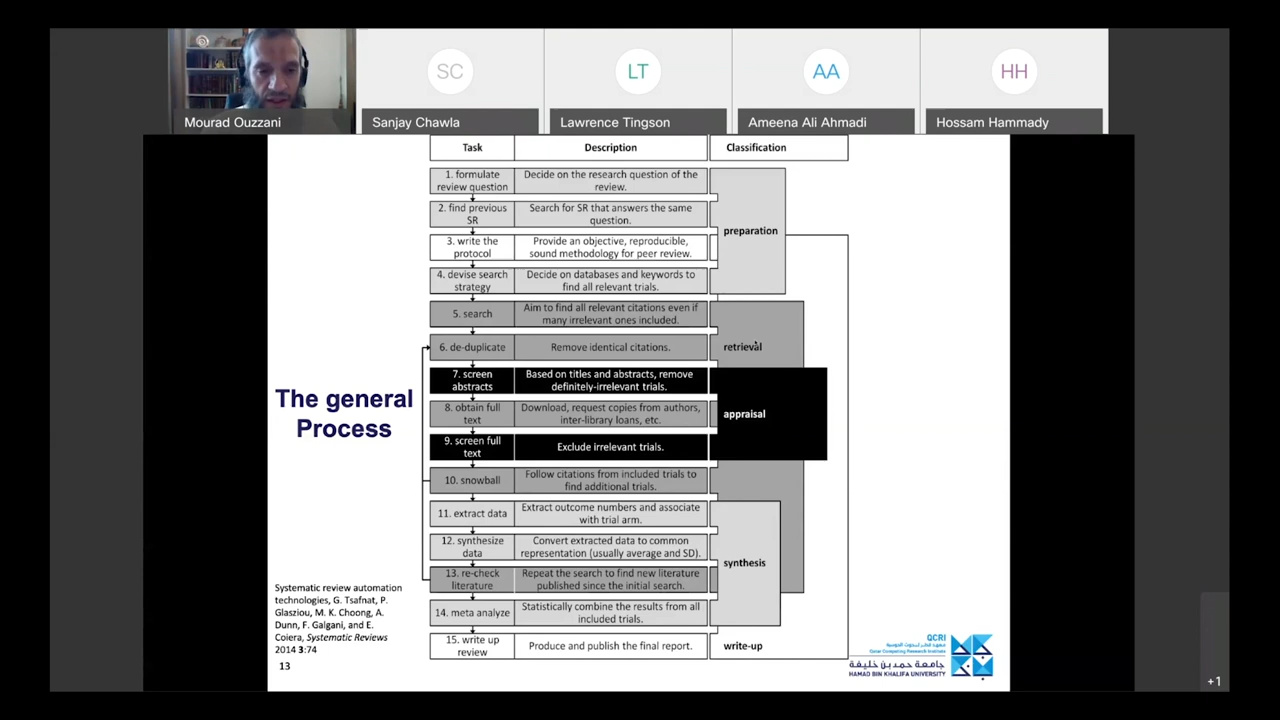 SC
LT
AA
HH
Mourad Ouzzani
Sanjay Chawla
Lawrence Tingson
Ameena Ali Ahmadi
Hossam Hammady
Task
Description
Classification
1. formulate
review question
Decide on the research question of the
review.
2. find previous
SR
Search for SR that answers the same
question.
3. write the
protocol
Provide an objective, reproducible,
sound methodology for peer review.
4. devise search
strategy
Decide on databases and keywords to
find all relevant trials.
preparation
5. search
Aim to find all relevant citations even if
many irrelevant ones included.
6. de-duplicate
Remove identical citations.
retrieval
7. screen
abstracts
Based on titles and abstracts, remove
definitely-irrelevant trials.
8. obtain full
text
Download, request copies from authors,
inter-library loans, etc.
appraisal
9. screen full
text
Exclude irrelevant trials.
10. snowball
Follow citations from included trials to
find additional trials.
11. extract data
Extract outcome numbers and associate
with trial arm.
12. synthesize
data
Convert extracted data to common
representation (usually average and SD).
synthesis
13. re-check
literature
Repeat the search to find new literature
published since the initial search.
14. meta analyze
Statistically combine the results from all
included trials.
15. write up
review
Produce and publish the final report.
write-up
The general
Process
Systematic review automation
technologies, G. Tsafnat, P.
Glasziou, M. K. Choong, A.
Dunn, F. Galgani, and E.
Coiera, Systematic Reviews
2014 3:74
13
QCRI
معهد قطر لبحوث الحوسبة
Qatar Computing Research Institute
جامعة حمد بن خليفة
HAMAD BIN KHALIFA UNIVERSITY
+1